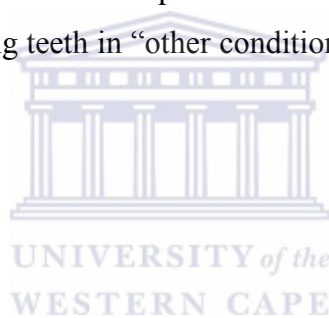 g teeth in “other condition
UNIVERSITY of the
WESTERN CAPE